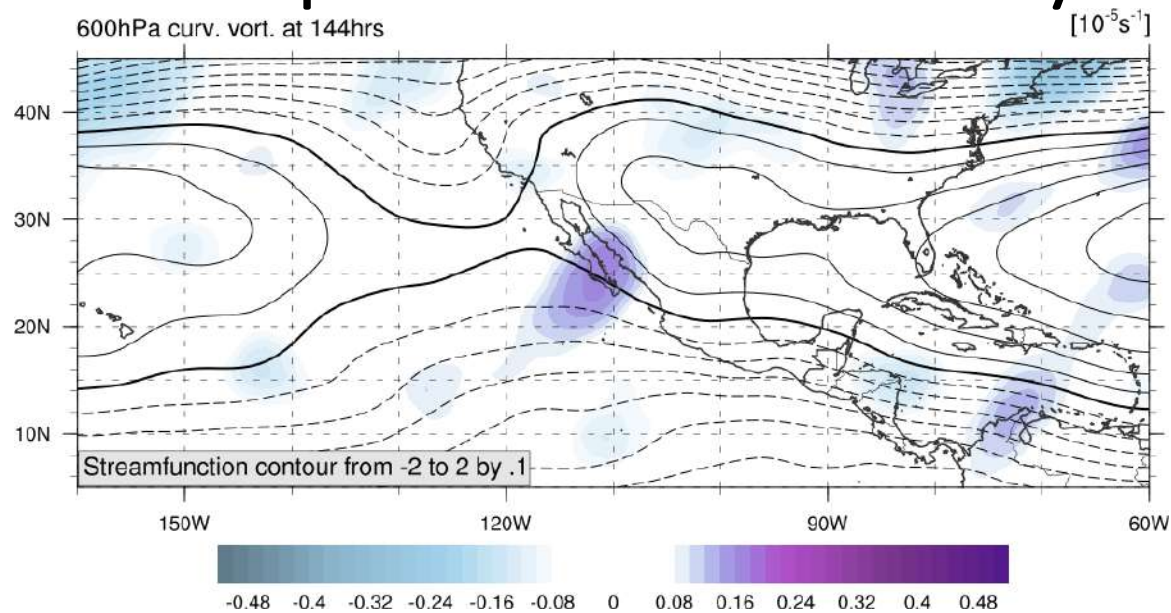 600hPa curv. vort. at 144hrs
[10⁻⁵s⁻¹]
40N
30N
20N
10N
Streamfunction contour from -2 to 2 by .1
150W 120W 90W 60W
-0.48 -0.4 -0.32 -0.24 -0.16 -0.08 0 0.08 0.16 0.24 0.32 0.4 0.48